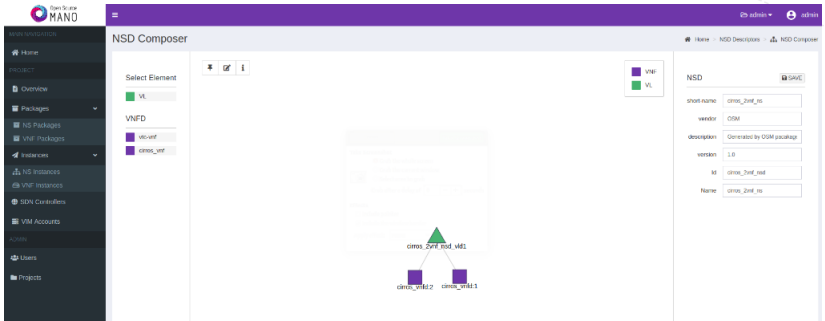 Open Source
MANO
admin
admin
MAIN NAVIGATION
Home
PROJECT
Overview
Packages
NS Packages
VNF Packages
Instances
NS Instances
VNF Instances
SDN Controllers
VIM Accounts
ADMIN
Users
Projects
NSD Composer
Home / NSD Descriptors / NSD Composer
Select Element
VL
VNFD
cirros_vnf
VNF
VL
cirros_2vnf_nsd_vld1
cirros_vnfd:2
cirros_vnfd:1
NSD
SAVE
short-name
cirros_2vnf_ns
vendor
OSM
description
Generated by OSM
version
1.0
Id
cirros_2vnf_nsd
Name
cirros_2vnf_ns